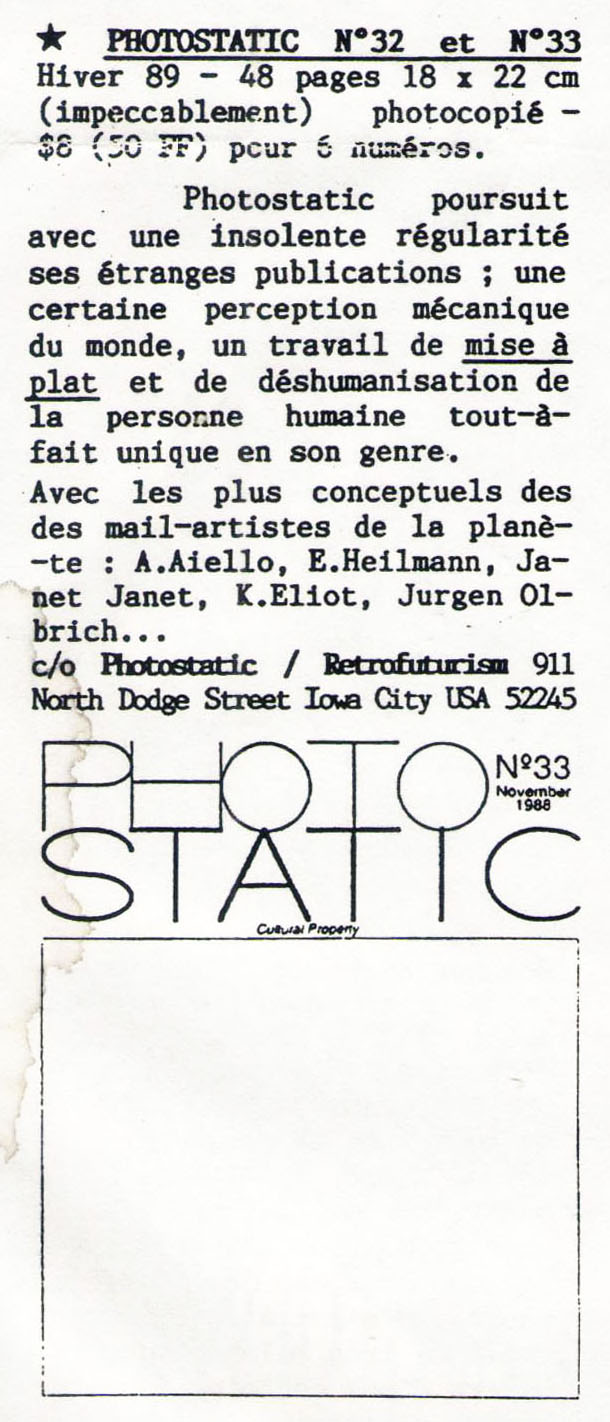 ★ PHOTOSTATIC N°32 et N°33
Hiver 89 - 48 pages 18 x 22 cm
(impeccablement) photocopié -
$8 (50 FF) pour 6 numéros.
Photostatic poursuit
avec une insolente régularité
ses étranges publications ; une
certaine perception mécanique
du monde, un travail de mise à
plat et de déshumanisation de
la personne humaine tout-à-
fait unique en son genre.
Avec les plus conceptuels des
des mail-artistes de la planè-
-te : A.Aiello, E.Heilmann, Ja-
net Janet, K.Eliot, Jurgen Ol-
brich...
c/o Photostatic / Retrofuturism 911
North Dodge Street Iowa City USA 52245
PHOTO
Nº33
November
1988
STATIC
Cultural Property